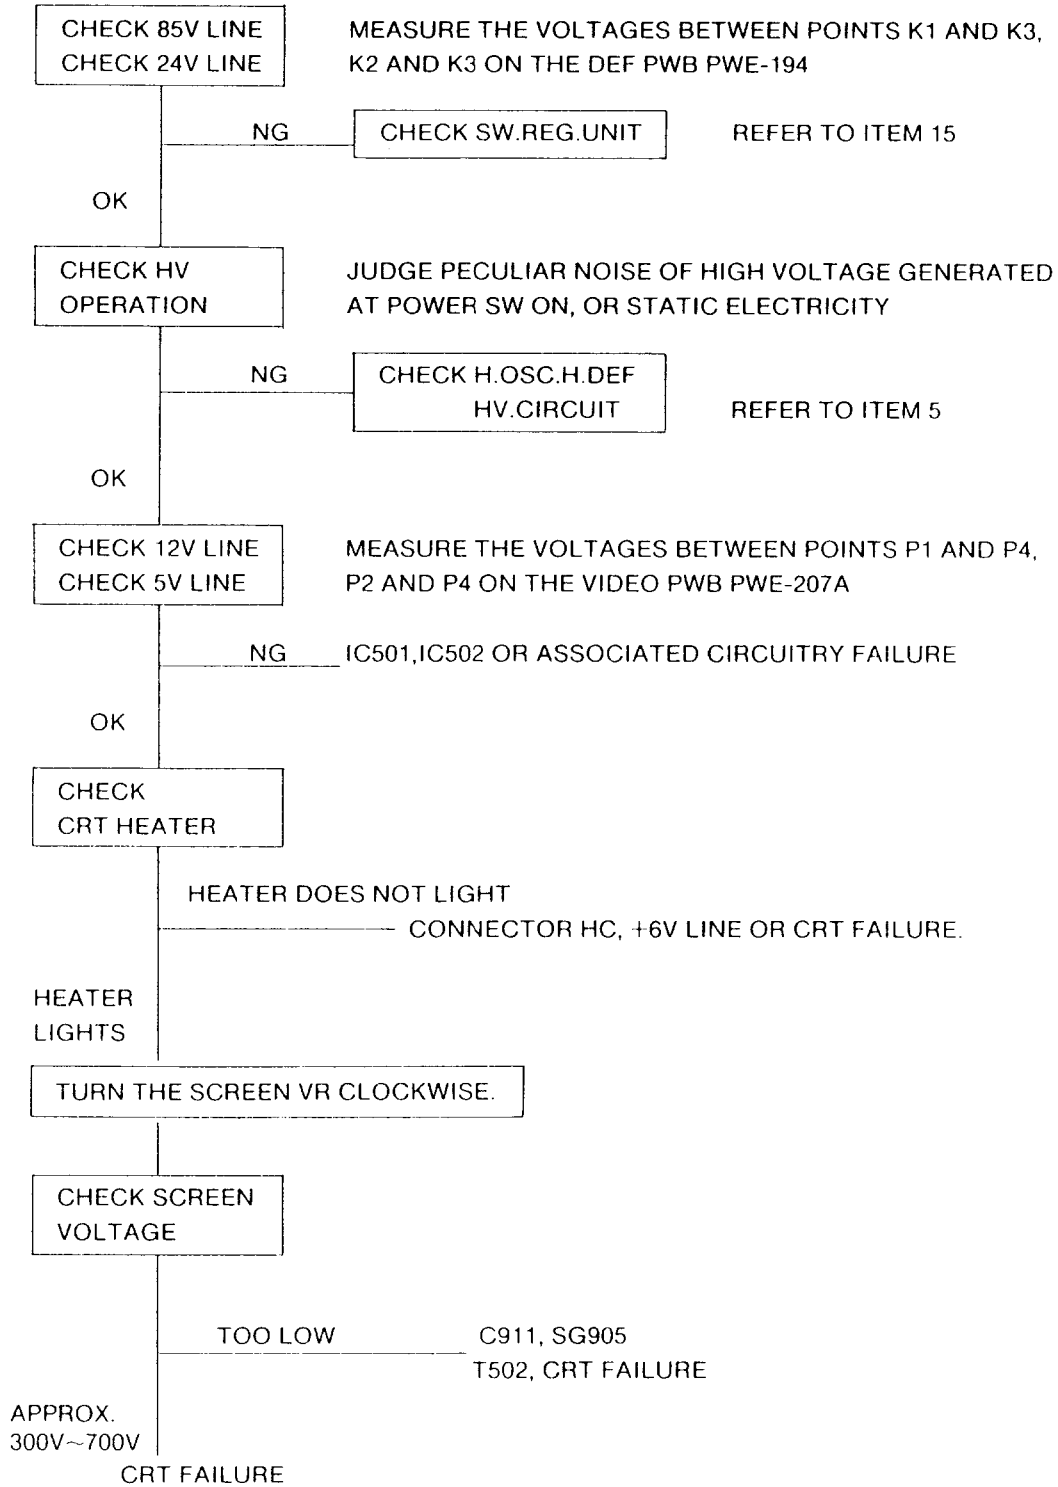 CHECK 85V LINE
CHECK 24V LINE
MEASURE THE VOLTAGES BETWEEN POINTS K1 AND K3,
K2 AND K3 ON THE DEF PWB PWE-194
NG
CHECK SW.REG.UNIT
REFER TO ITEM 15
OK
CHECK HV
OPERATION
JUDGE PECULIAR NOISE OF HIGH VOLTAGE GENERATED
AT POWER SW ON, OR STATIC ELECTRICITY
NG
CHECK H.OSC.H.DEF
HV.CIRCUIT
REFER TO ITEM 5
OK
CHECK 12V LINE
CHECK 5V LINE
MEASURE THE VOLTAGES BETWEEN POINTS P1 AND P4,
P2 AND P4 ON THE VIDEO PWB PWE-207A
NG
IC501,IC502 OR ASSOCIATED CIRCUITRY FAILURE
OK
CHECK
CRT HEATER
HEATER DOES NOT LIGHT
CONNECTOR HC, +6V LINE OR CRT FAILURE.
HEATER
LIGHTS
TURN THE SCREEN VR CLOCKWISE.
CHECK SCREEN
VOLTAGE
TOO LOW
C911, SG905
T502, CRT FAILURE
APPROX.
300V~700V
CRT FAILURE